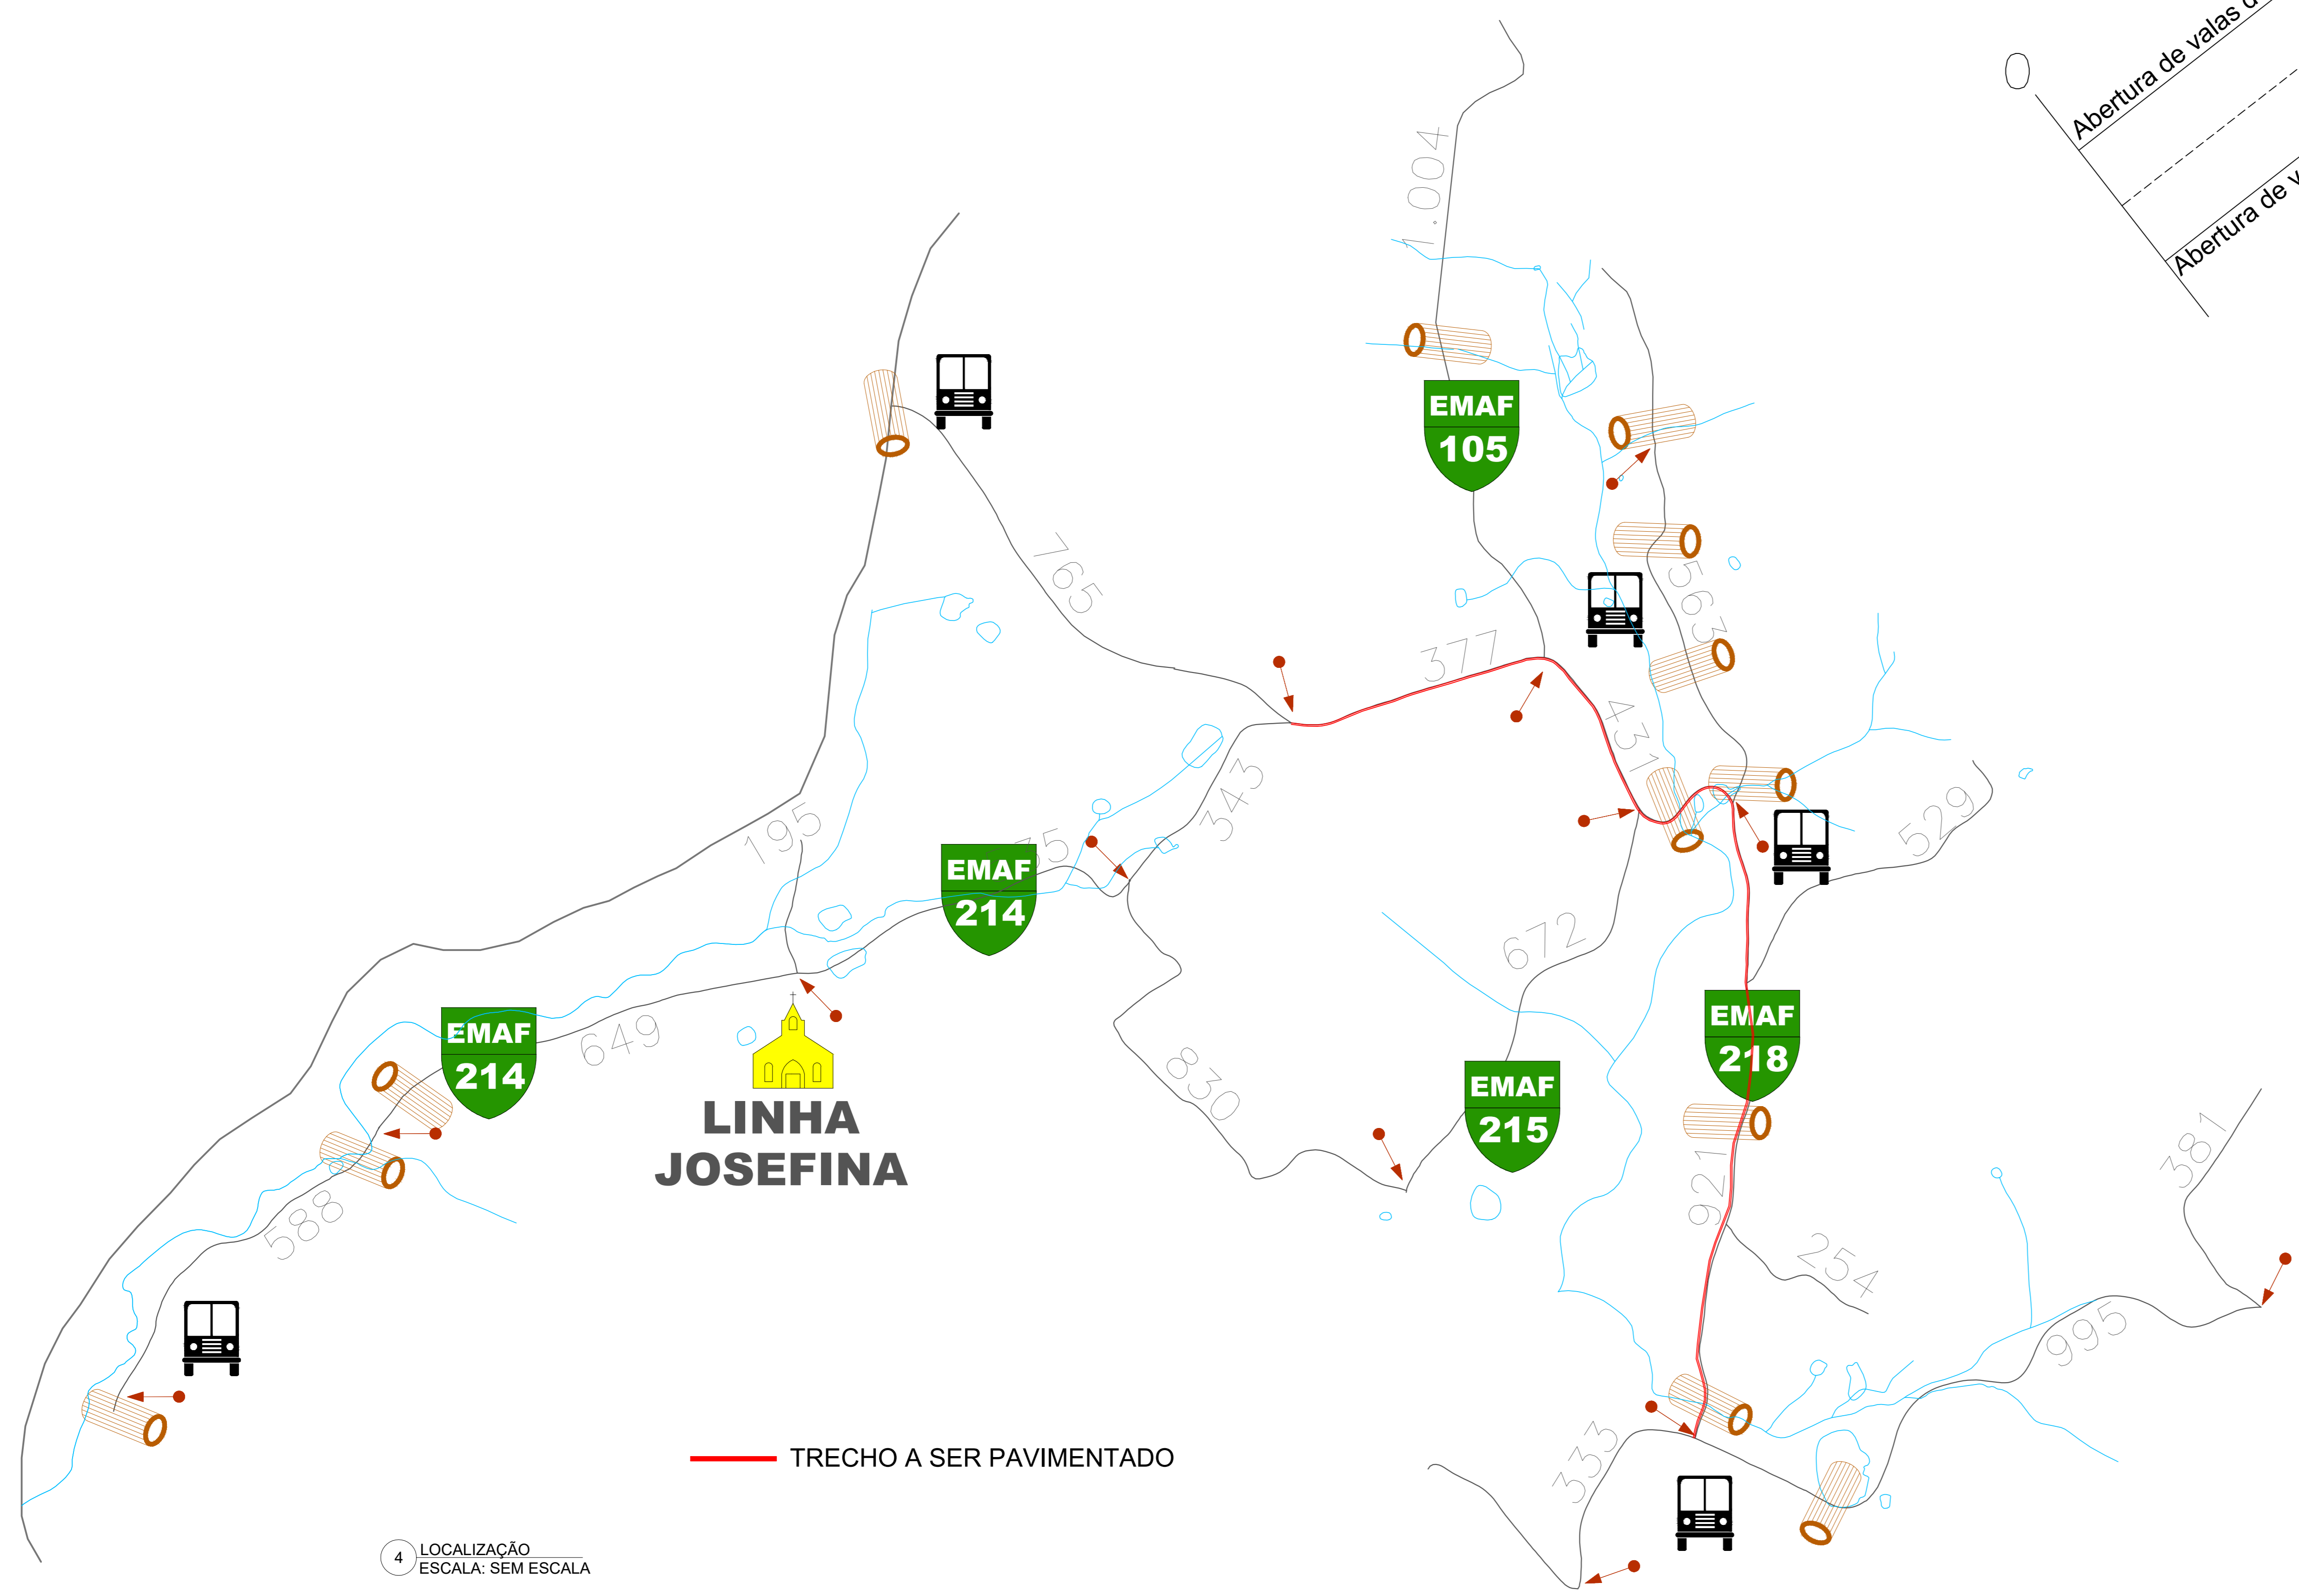 Abertura de valas d
Abertura de v
1.004
EMAF
105
765
563
377
431
343
195
35
EMAF
214
529
672
649
EMAF
214
EMAF
218
EMAF
215
830
LINHA
JOSEFINA
588
921
254
381
995
333
TRECHO A SER PAVIMENTADO
4
LOCALIZAÇÃO
ESCALA: SEM ESCALA